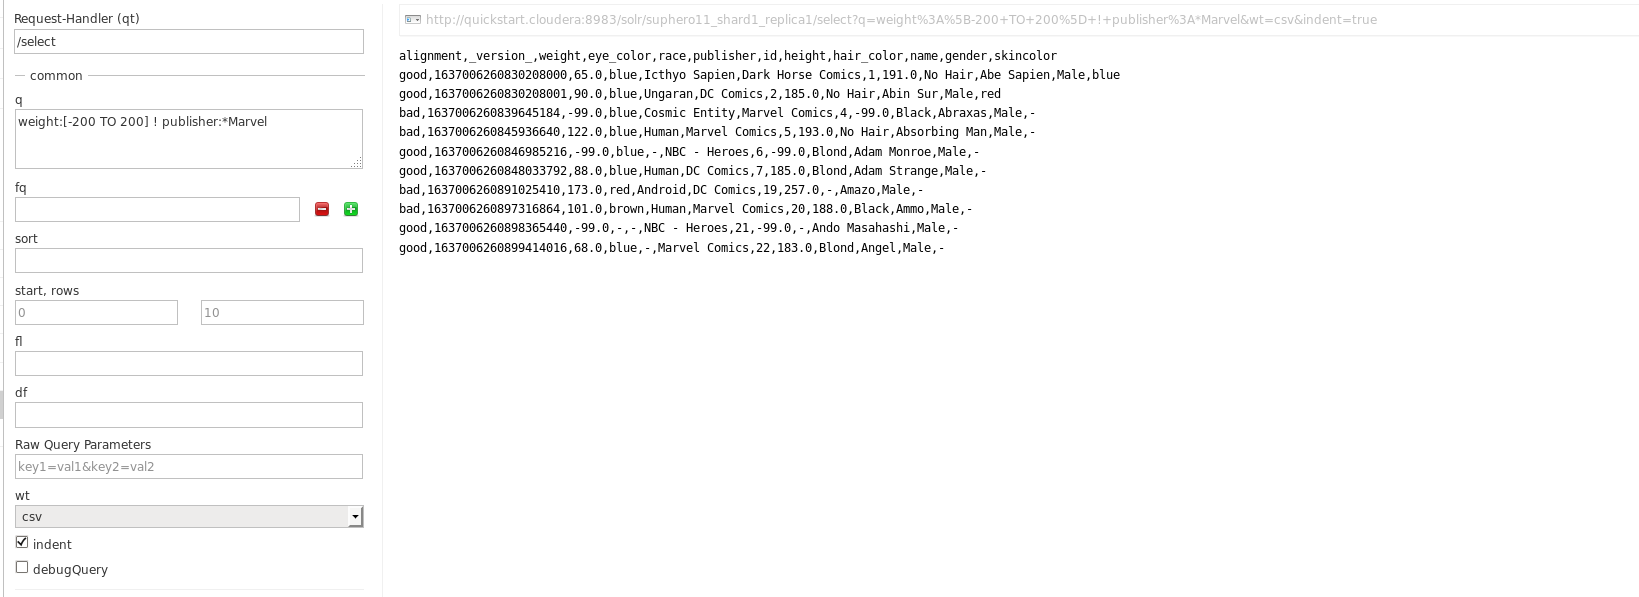 Request-Handler (qt)
/select
common
q
weight:[-200 TO 200] ! publisher:*Marvel
fq
sort
start, rows
0 10
fl
df
Raw Query Parameters
key1=val1&key2=val2
wt
csv
indent
debugQuery
http://quickstart.cloudera:8983/solr/suphero11_shard1_replica1/select?q=weight%3A%5B-200+TO+200%5D+!+publisher%3A*Marvel&wt=csv&indent=true
alignment,_version_,weight,eye_color,race,publisher,id,height,hair_color,name,gender,skincolor
good,1637006260830208000,65.0,blue,Icthyo Sapien,Dark Horse Comics,1,191.0,No Hair,Abe Sapien,Male,blue
good,1637006260830208001,90.0,blue,Ungaran,DC Comics,2,185.0,No Hair,Abin Sur,Male,red
bad,1637006260839645184,-99.0,blue,Cosmic Entity,Marvel Comics,4,-99.0,Black,Abraxas,Male,-
bad,1637006260845936640,122.0,blue,Human,Marvel Comics,5,193.0,No Hair,Absorbing Man,Male,-
good,1637006260846985216,-99.0,blue,-,NBC - Heroes,6,-99.0,Blond,Adam Monroe,Male,-
good,1637006260848033792,88.0,blue,Human,DC Comics,7,185.0,Blond,Adam Strange,Male,-
bad,1637006260891025410,173.0,red,Android,DC Comics,19,257.0,-,Amazo,Male,-
bad,1637006260897316864,101.0,brown,Human,Marvel Comics,20,188.0,Black,Ammo,Male,-
good,1637006260898365440,-99.0,-,-,NBC - Heroes,21,-99.0,-,Ando Masahashi,Male,-
good,1637006260899414016,68.0,blue,-,Marvel Comics,22,183.0,Blond,Angel,Male,-